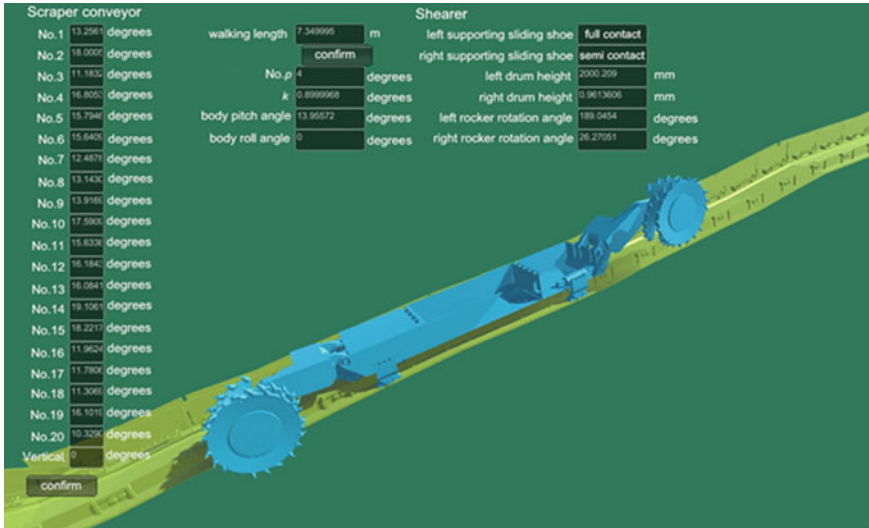 Scraper conveyor
No.1 13.2561 degrees
No.2 18.0005 degrees
No.3 11.1832 degrees
No.4 16.8053 degrees
No.5 15.7946 degrees
No.6 15.6409 degrees
No.7 12.4878 degrees
No.8 13.1430 degrees
No.9 13.9169 degrees
No.10 17.5909 degrees
No.11 15.6336 degrees
No.12 16.1843 degrees
No.13 16.0841 degrees
No.14 19.1061 degrees
No.15 18.2217 degrees
No.16 11.9624 degrees
No.17 11.7806 degrees
No.18 11.3069 degrees
No.19 16.1019 degrees
No.20 10.3290 degrees
Vertical 0 degrees
confirm
walking length 7.349995 m
confirm
No.p 4 degrees
k 0.8999968
body pitch angle 13.95572 degrees
body roll angle 0 degrees
Shearer
left supporting sliding shoe full contact
right supporting sliding shoe semi contact
left drum height 2000.209 mm
right drum height 0.9613606 mm
left rocker rotation angle 189.0454 degrees
right rocker rotation angle 26.27051 degrees